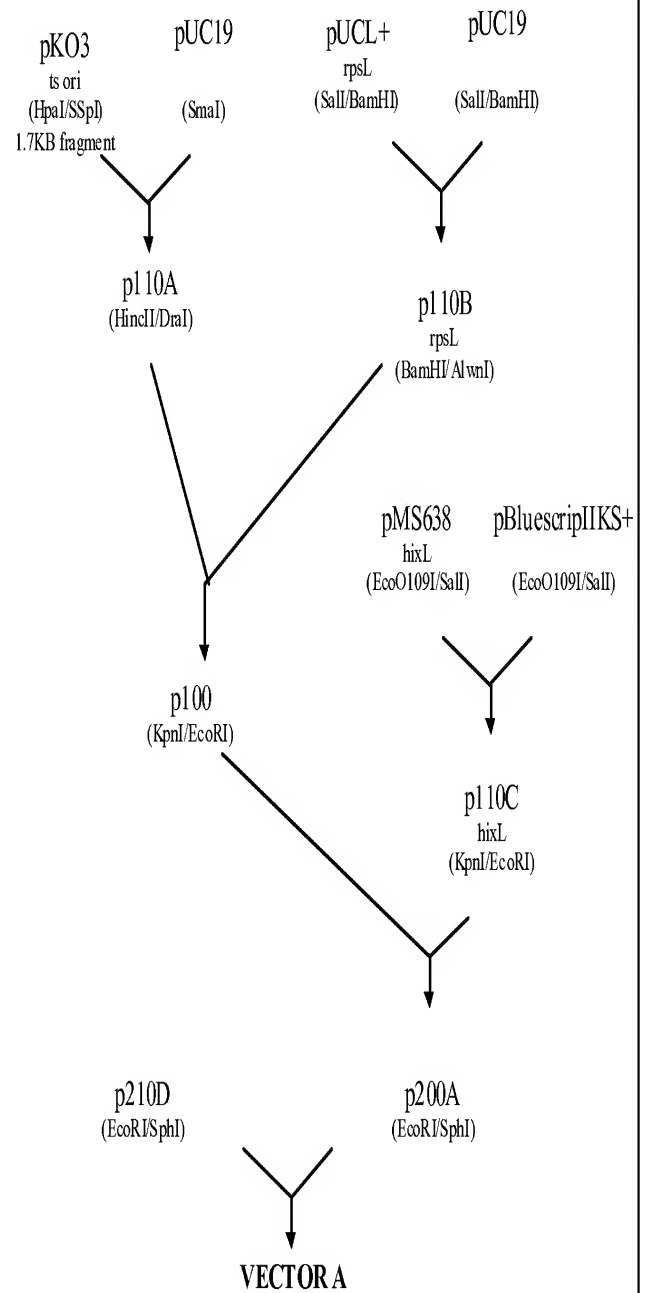 pKO3
ts ori
(HpaI/SSpI)
1.7KB fragment
pUC19
(SmaI)
pUCL+
rpsL
(SalI/BamHI)
pUC19
(SalI/BamHI)
p110A
(HincII/DraI)
p110B
rpsL
(BamHI/AlwnI)
pMS638
hixL
(EcoO109I/SalI)
pBluescripIIKS+
(EcoO109I/SalI)
p100
(KpnI/EcoRI)
p110C
hixL
(KpnI/EcoRI)
p210D
(EcoRI/SphI)
p200A
(EcoRI/SphI)
VECTOR A